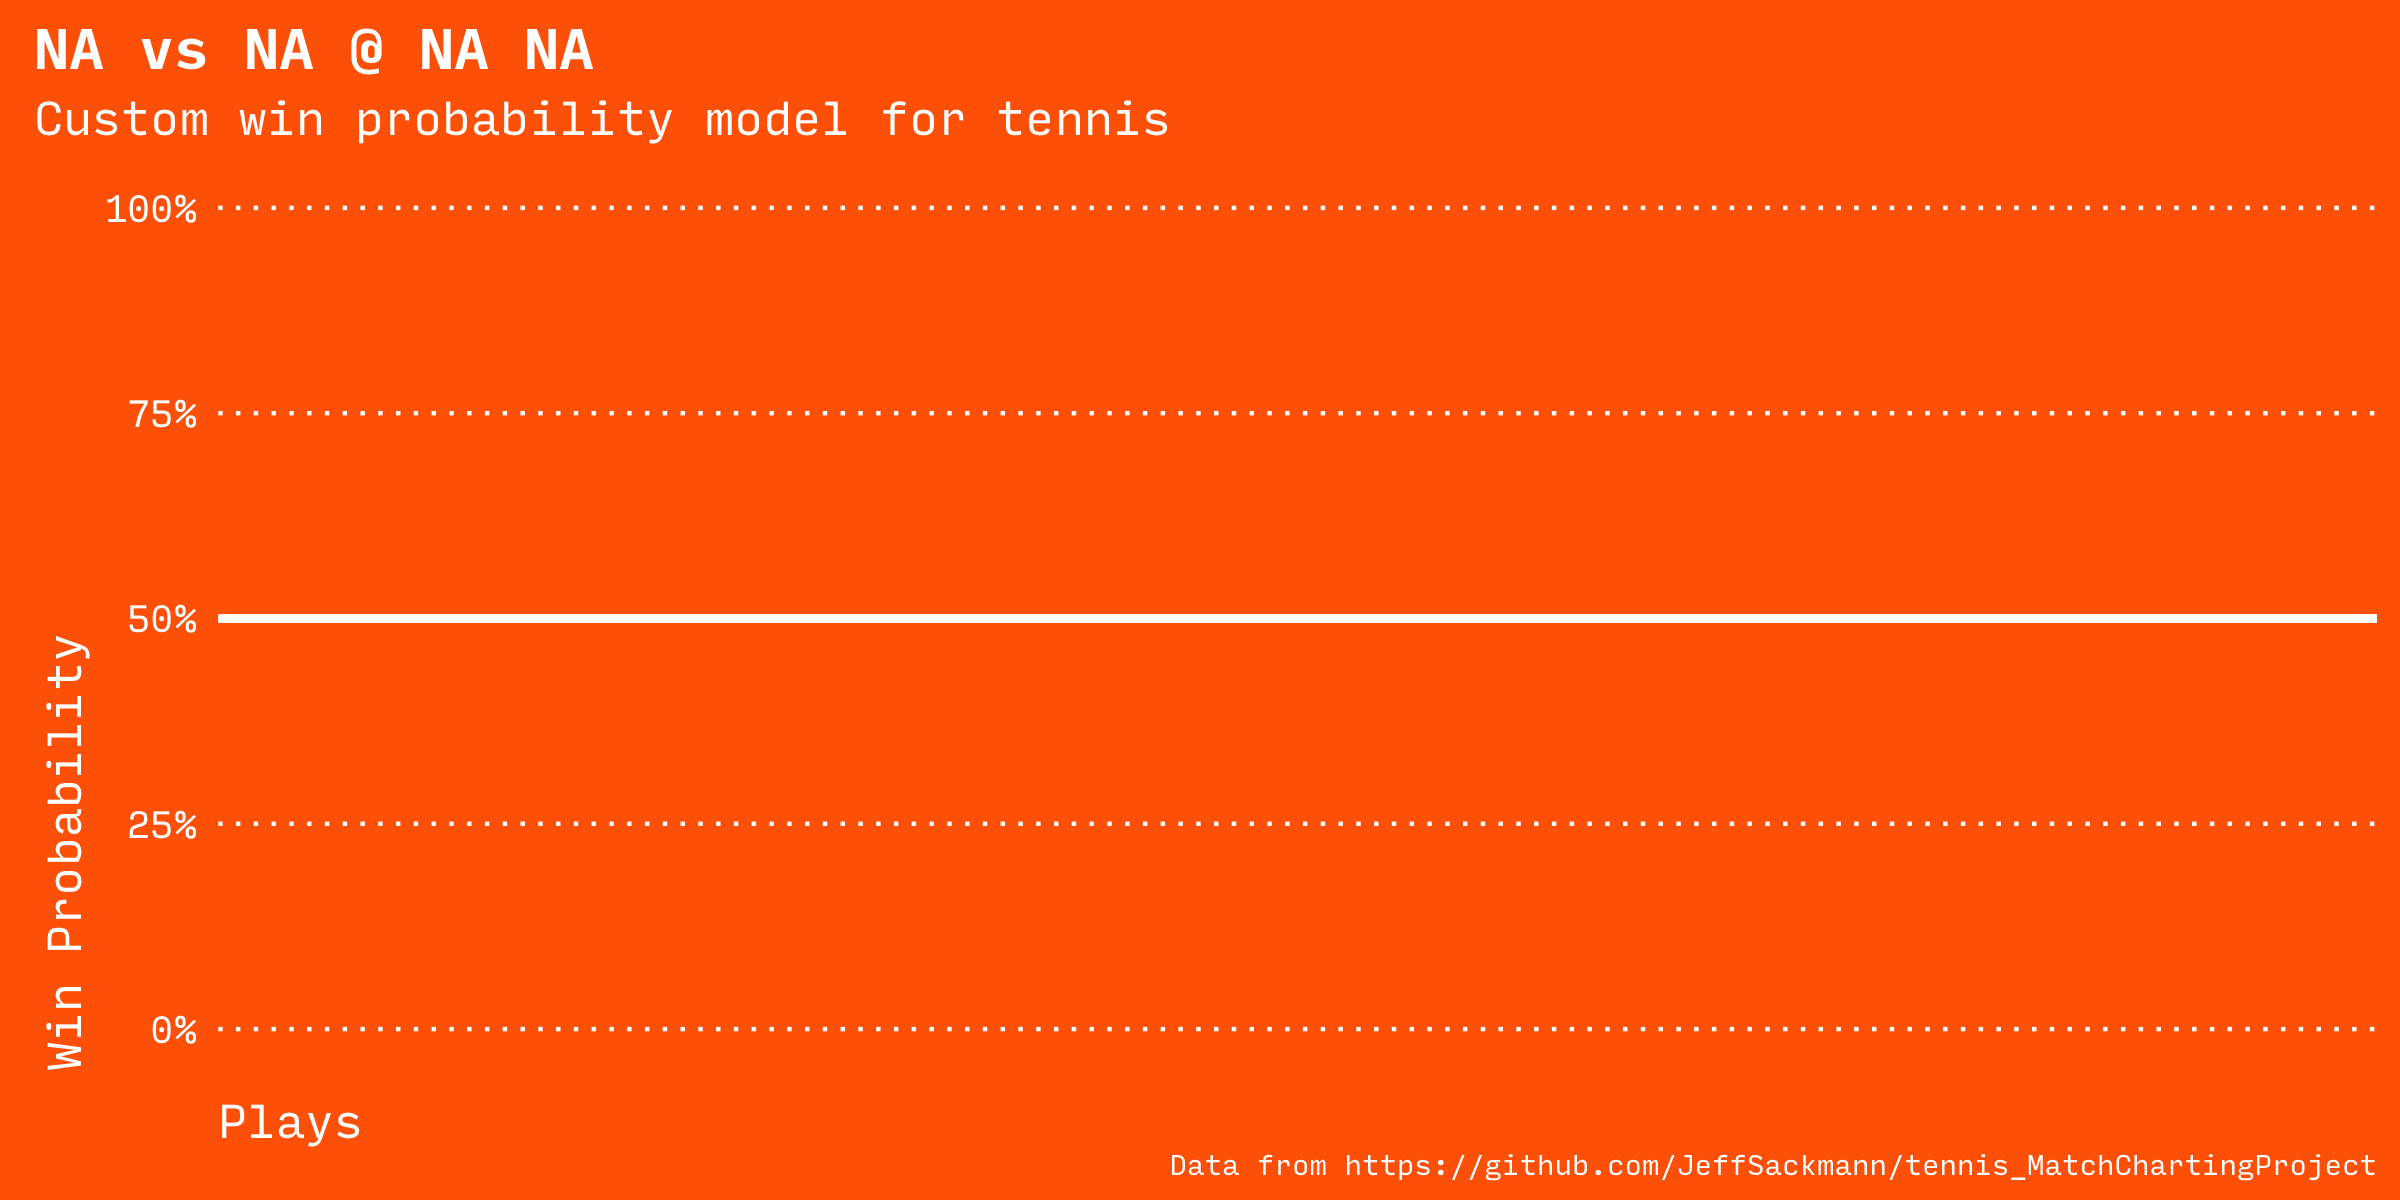 NA vs NA @ NA NA
Custom win probability model for tennis
100%
75%
50%
25%
0%
Win Probability
Plays
Data from https://github.com/JeffSackmann/tennis_MatchChartingProject